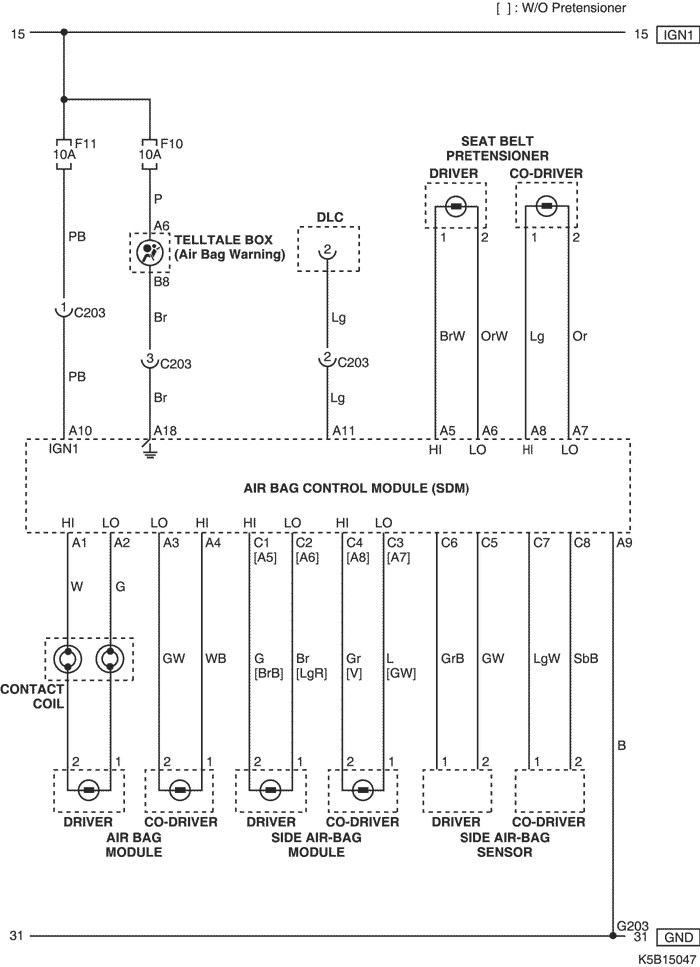 [ ] : W/O Pretensioner
15 15 IGN1
F11 F10
10A 10A
SEAT BELT
PRETENSIONER
DRIVER CO-DRIVER
P
A6
DLC
PB
TELLTALE BOX
(Air Bag Warning)
2
1 2 1 2
B8
1 C203
Br Lg
BrW OrW Lg Or
3 C203 2 C203
PB
Br Lg
A10 A18 A11 A5 A6 A8 A7
IGN1 HI LO HI LO
AIR BAG CONTROL MODULE (SDM)
HI LO LO HI HI LO HI LO
A1 A2 A3 A4 C1 C2 C4 C3 C6 C5 C7 C8 A9
[A5] [A6] [A8] [A7]
W G
GW WB G Br Gr L GrB GW LgW SbB
[BrB] [LgR] [V] [GW]
CONTACT
COIL
B
2 1 2 1 2 1 2 1 1 2 1 2
DRIVER CO-DRIVER DRIVER CO-DRIVER DRIVER CO-DRIVER
AIR BAG SIDE AIR-BAG SIDE AIR-BAG
MODULE MODULE SENSOR
G203
31 31 GND
K5B15047